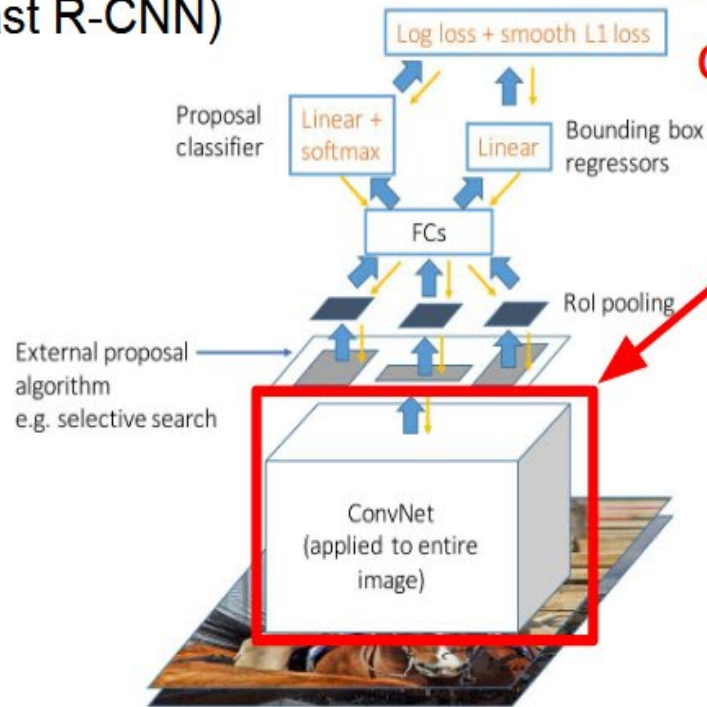 ast R-CNN)
Log loss + smooth L1 loss
Proposal
classifier
Linear +
softmax
Linear
Bounding box
regressors
FCs
RoI pooling
External proposal
algorithm
e.g. selective search
ConvNet
(applied to entire
image)